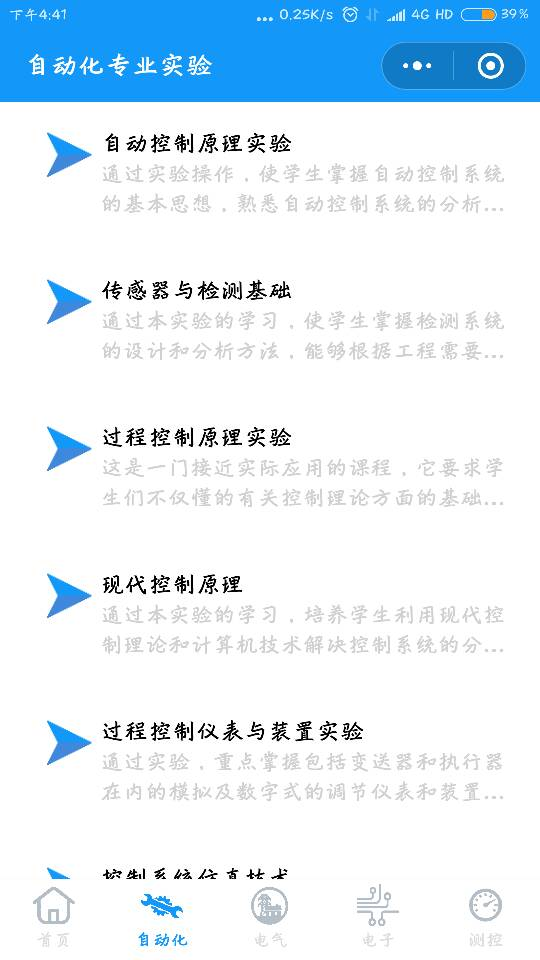 下午4:41
... 0.25K/s 4G HD 39%
自动化专业实验
自动控制原理实验
通过实验操作，使学生掌握自动控制系统
的基本思想，熟悉自动控制系统的分析...
传感器与检测基础
通过本实验的学习，使学生掌握检测系统
的设计和分析方法，能够根据工程需要...
过程控制原理实验
这是一门接近实际应用的课程，它要求学
生们不仅懂的有关控制理论方面的基础...
现代控制原理
通过本实验的学习，培养学生利用现代控
制理论和计算机技术解决控制系统的分...
过程控制仪表与装置实验
通过实验，重点掌握包括变送器和执行器
在内的模拟及数字式的调节仪表和装置...
控制系统仿真技术
首页 自动化 电气 电子 测控